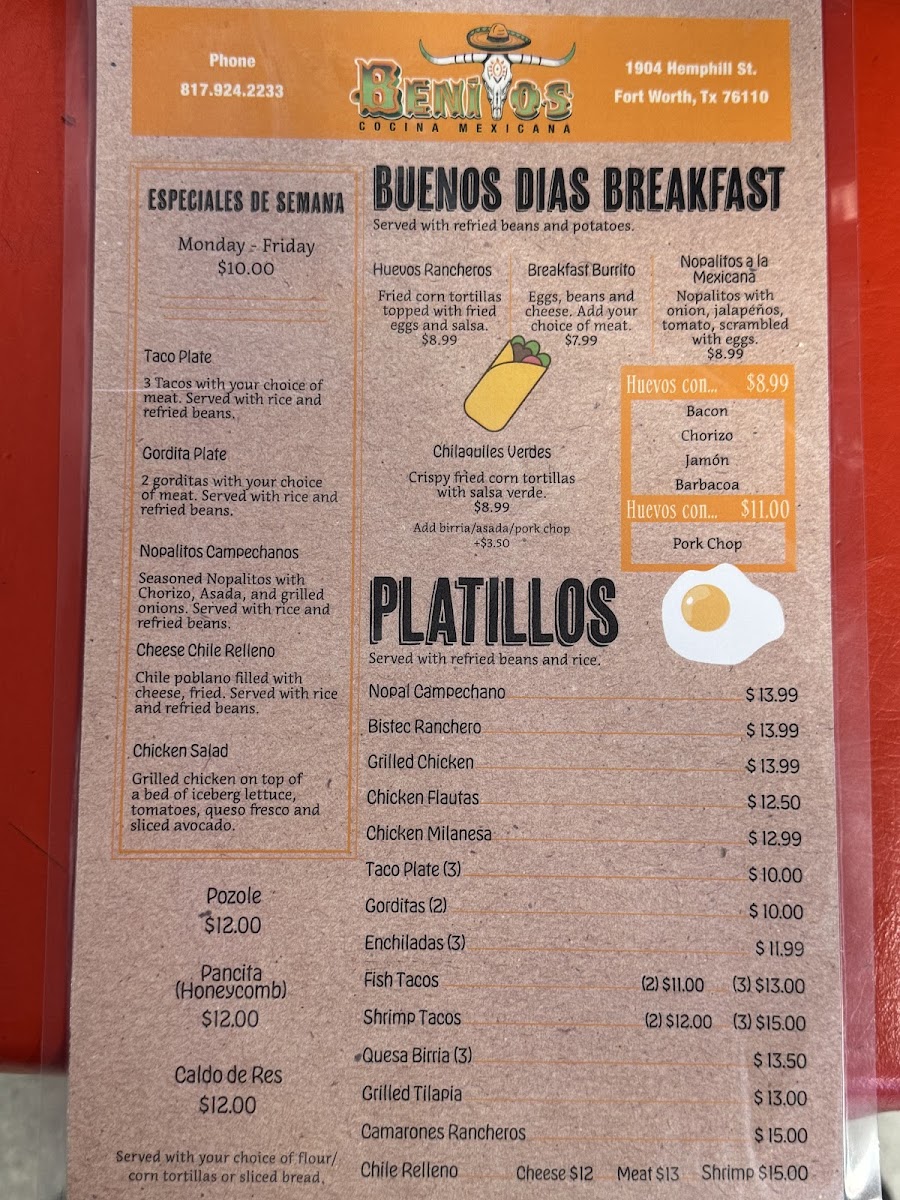 Phone
817.924.2233
BENITOS
COCINA MEXICANA
1904 Hemphill St.
Fort Worth, Tx 76110
ESPECIALES DE SEMANA
Monday - Friday
$10.00
Taco Plate
3 Tacos with your choice of
meat. Served with rice and
refried beans.
Gordita Plate
2 gorditas with your choice
of meat. Served with rice and
refried beans.
Nopalitos Campechanos
Seasoned Nopalitos with
Chorizo, Asada, and grilled
onions. Served with rice and
refried beans.
Cheese Chile Relleno
Chile poblano filled with
cheese, fried. Served with rice
and refried beans.
Chicken Salad
Grilled chicken on top of
a bed of iceberg lettuce,
tomatoes, queso fresco and
sliced avocado.
Pozole
$12.00
Pancita
(Honeycomb)
$12.00
Caldo de Res
$12.00
Served with your choice of flour/
corn tortillas or sliced bread.
BUENOS DIAS BREAKFAST
Served with refried beans and potatoes.
Huevos Rancheros
Fried corn tortillas
topped with fried
eggs and salsa.
$8.99
Breakfast Burrito
Eggs, beans and
cheese. Add your
choice of meat.
$7.99
Nopalitos a la
Mexicana
Nopalitos with
onion, jalapeños,
tomato, scrambled
with eggs.
$8.99
Chilaquiles Verdes
Crispy fried corn tortillas
with salsa verde.
$8.99
Add birria/asada/pork chop
+$3.50
Huevos con... $8.99
Bacon
Chorizo
Jamón
Barbacoa
Huevos con... $11.00
Pork Chop
PLATILLOS
Served with refried beans and rice.
Nopal Campechano $13.99
Bistec Ranchero $13.99
Grilled Chicken $13.99
Chicken Flautas $12.50
Chicken Milanesa $12.99
Taco Plate (3) $10.00
Gorditas (2) $10.00
Enchiladas (3) $11.99
Fish Tacos (2) $11.00 (3) $13.00
Shrimp Tacos (2) $12.00 (3) $15.00
Quesa Birria (3) $13.50
Grilled Tilapia $13.00
Camarones Rancheros $15.00
Chile Relleno Cheese $12 Meat $13 Shrimp $15.00